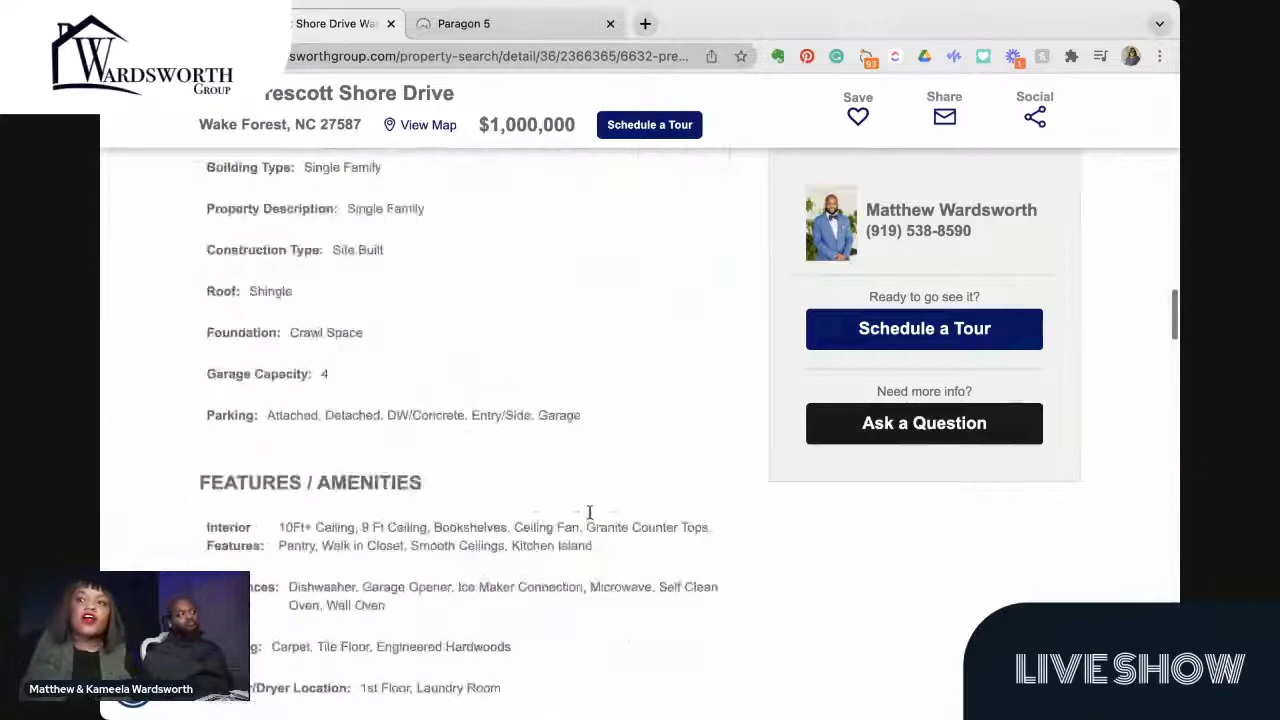 WARDSWORTH
GROUP
Shore Drive Wa
Paragon 5
sworthgroup.com/property-search/detail/36/2366365/6632-pre...
93
1
rescott Shore Drive
Wake Forest, NC 27587
View Map
$1,000,000
Schedule a Tour
Save
Share
Social
Building Type: Single Family
Property Description: Single Family
Construction Type: Site Built
Roof: Shingle
Foundation: Crawl Space
Garage Capacity: 4
Parking: Attached, Detached, DW/Concrete, Entry/Side, Garage
FEATURES / AMENITIES
Interior 10Ft+ Ceiling, 9 Ft Ceiling, Bookshelves, Ceiling Fan, Granite Counter Tops,
Features: Pantry, Walk in Closet, Smooth Ceilings, Kitchen Island
nces: Dishwasher, Garage Opener, Ice Maker Connection, Microwave, Self Clean
Oven, Wall Oven
g: Carpet, Tile Floor, Engineered Hardwoods
/Dryer Location: 1st Floor, Laundry Room
Matthew Wardsworth
(919) 538-8590
Ready to go see it?
Schedule a Tour
Need more info?
Ask a Question
Matthew & Kameela Wardsworth
LIVE SHOW